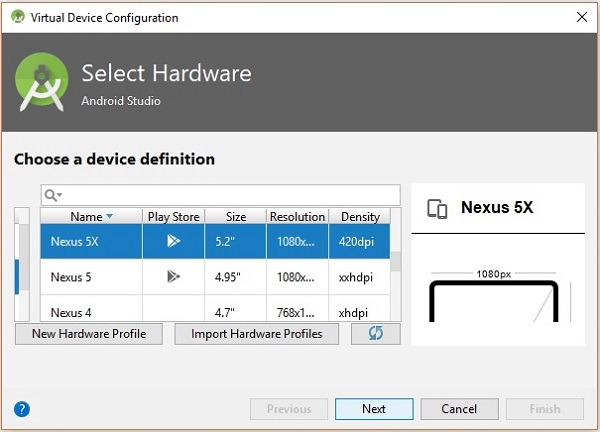 Virtual Device Configuration
Select Hardware
Android Studio
Choose a device definition
Name Play Store Size Resolution Density
Nexus 5X 5.2" 1080x... 420dpi
Nexus 5 4.95" 1080x... xxhdpi
Nexus 4 4.7" 768x1... xhdpi
New Hardware Profile Import Hardware Profiles
Nexus 5X
1080px
? Previous Next Cancel Finish